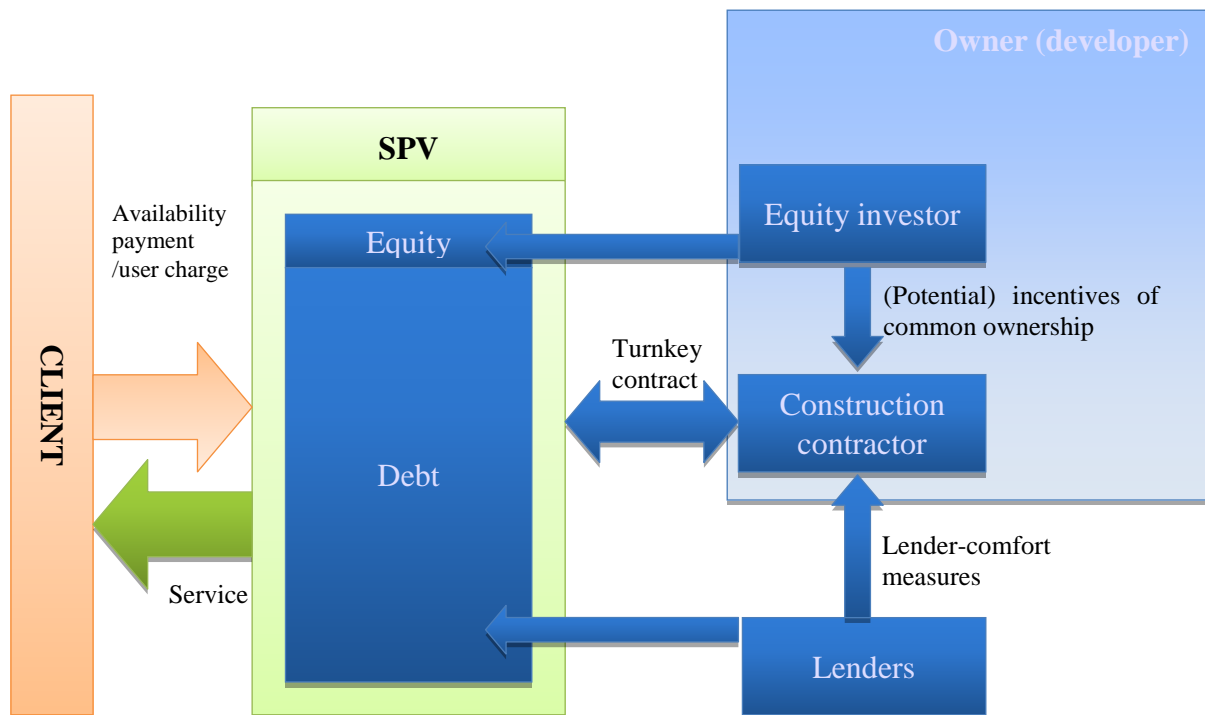 Owner (developer)
SPV
Availability
payment
/user charge
Equity
Equity investor
(Potential) incentives of
common ownership
CLIENT
Turnkey
contract
Construction
contractor
Debt
Lender-comfort
measures
Service
Lenders